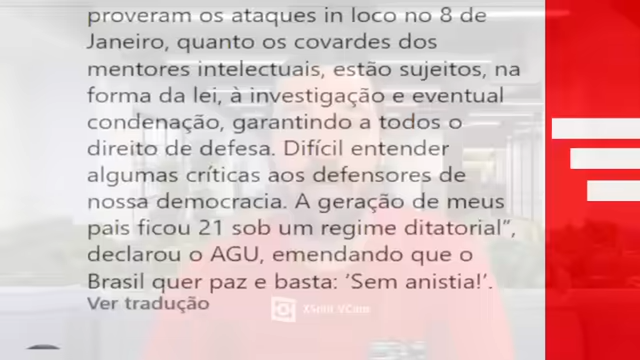 proveram os ataques in loco no 8 de
Janeiro, quanto os covardes dos
mentores intelectuais, estão sujeitos, na
forma da lei, à investigação e eventual
condenação, garantindo a todos o
direito de defesa. Difícil entender
algumas críticas aos defensores de
nossa democracia. A geração de meus
pais ficou 21 sob um regime ditatorial”,
declarou o AGU, emendando que o
Brasil quer paz e basta: ‘Sem anistia!’.
Ver tradução
XSplit VCam